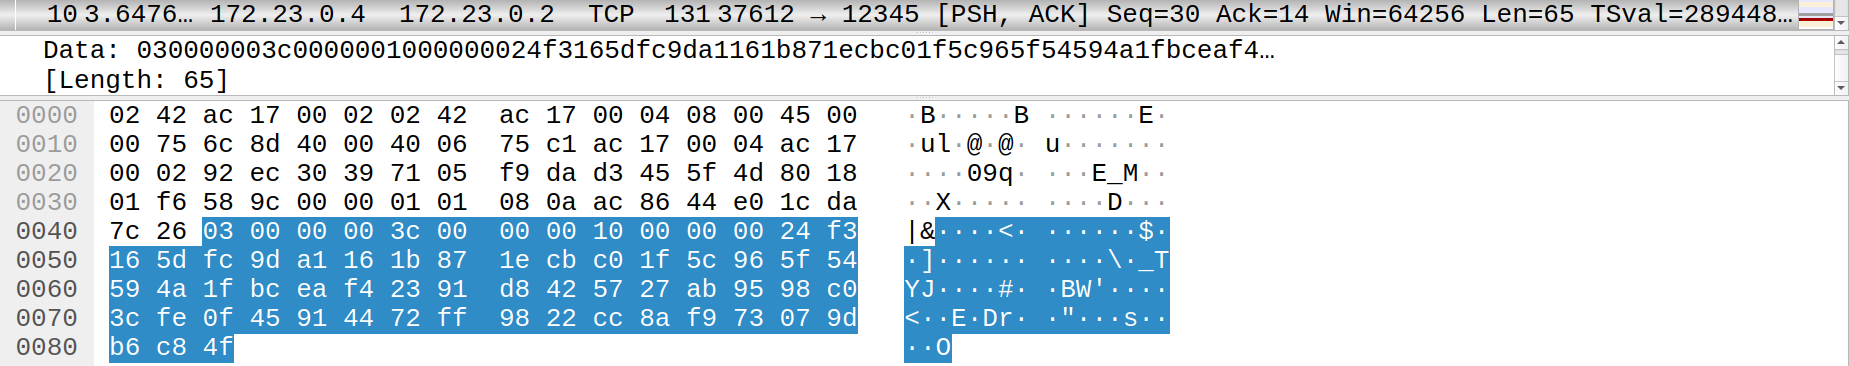 10 3.6476… 172.23.0.4 172.23.0.2 TCP 131 37612 → 12345 [PSH, ACK] Seq=30 Ack=14 Win=64256 Len=65 TSval=289448…
Data: 030000003c0000001000000024f3165dfc9da1161b871ecbc01f5c965f54594a1fbceaf4…
[Length: 65]
0000 02 42 ac 17 00 02 02 42 ac 17 00 04 08 00 45 00 ·B·····B ······E·
0010 00 75 6c 8d 40 00 40 06 75 c1 ac 17 00 04 ac 17 ·ul·@·@· u·······
0020 00 02 92 ec 30 39 71 05 f9 da d3 45 5f 4d 80 18 ····09q· ···E_M··
0030 01 f6 58 9c 00 00 01 01 08 0a ac 86 44 e0 1c da ··X····· ····D···
0040 7c 26 03 00 00 00 3c 00 00 00 10 00 00 00 24 f3 |&····<· ······$·
0050 16 5d fc 9d a1 16 1b 87 1e cb c0 1f 5c 96 5f 54 ·]······ ····\·_T
0060 59 4a 1f bc ea f4 23 91 d8 42 57 27 ab 95 98 c0 YJ····#· ·BW'····
0070 3c fe 0f 45 91 44 72 ff 98 22 cc 8a f9 73 07 9d <··E·Dr· ·"···s··
0080 b6 c8 4f ··O